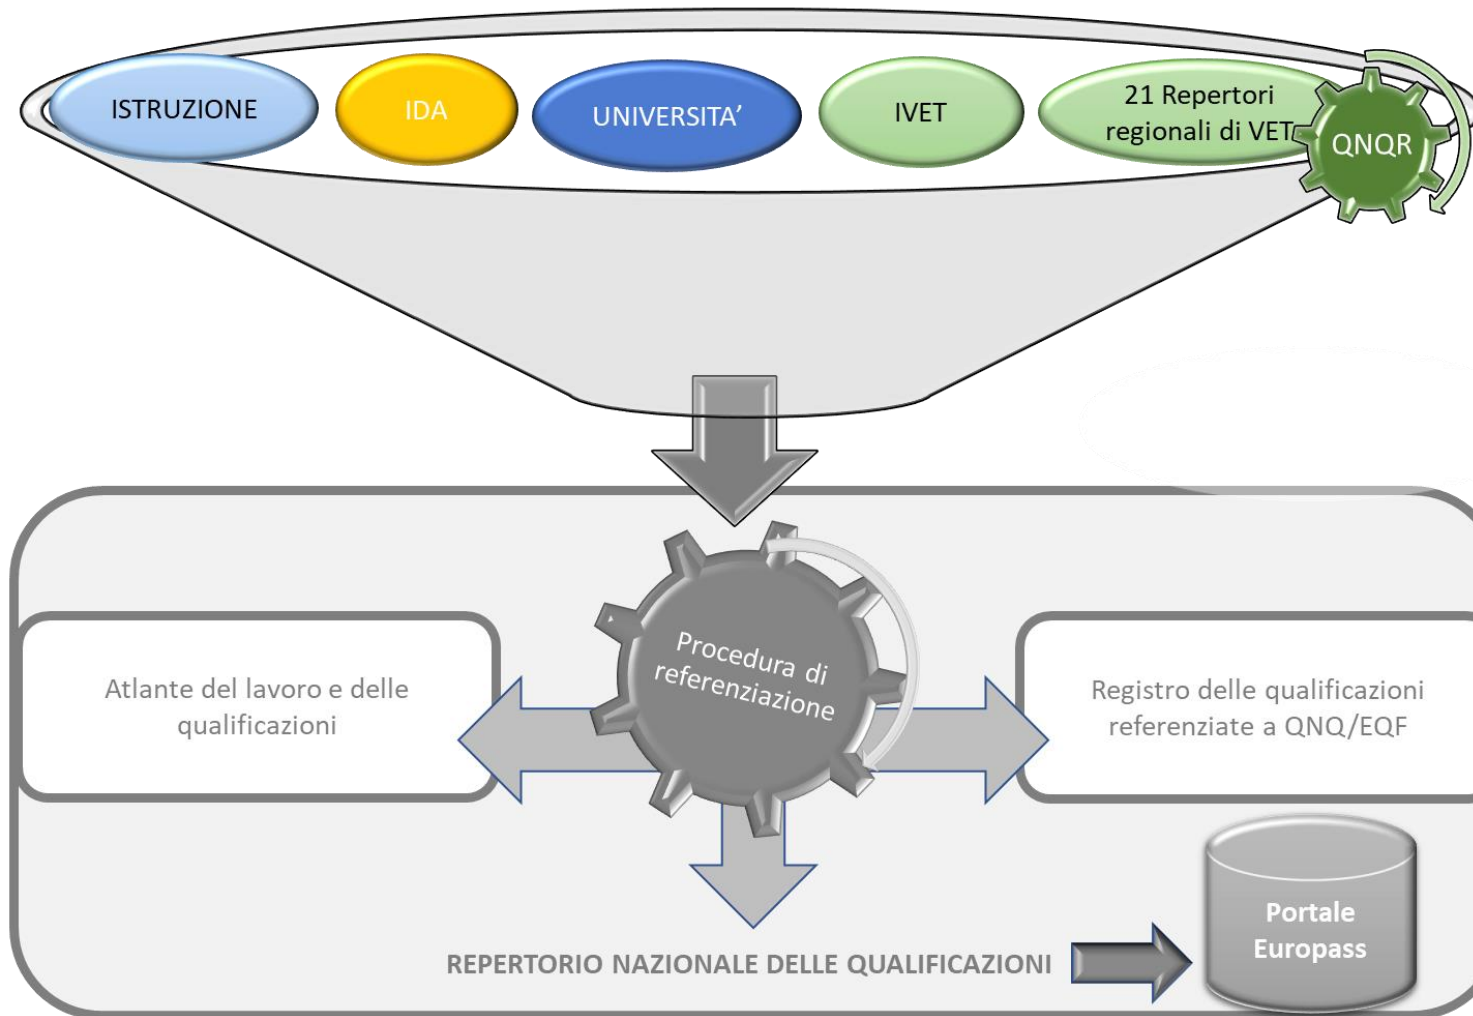 ISTRUZIONE
IDA
UNIVERSITA’
IVET
21 Repertori
regionali di VET
QNQR
Procedura di
referenziazione
Atlante del lavoro e delle
qualificazioni
Registro delle qualificazioni
referenziate a QNQ/EQF
REPERTORIO NAZIONALE DELLE QUALIFICAZIONI
Portale
Europass